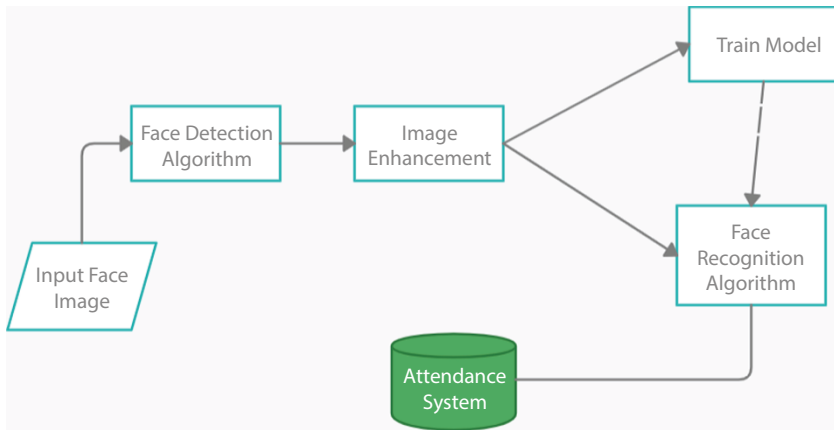 Train Model
Face Detection
Algorithm
Image
Enhancement
Input Face
Image
Face
Recognition
Algorithm
Attendance
System